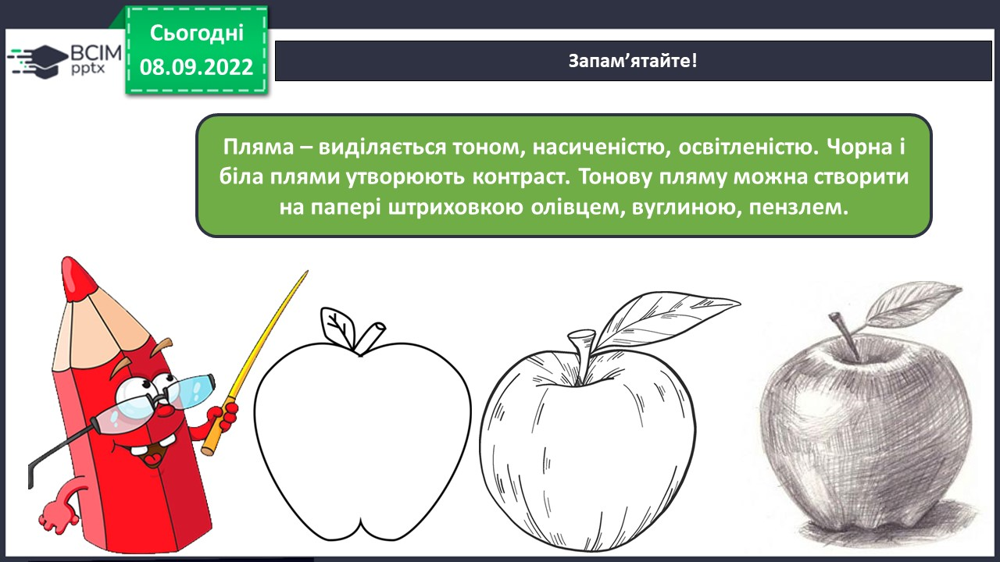 Сьогодні
08.09.2022
ВСІМ
pptx
Запам’ятайте!
Пляма – виділяється тоном, насиченістю, освітленістю. Чорна і
біла плями утворюють контраст. Тонову пляму можна створити
на папері штриховкою олівцем, вуглиною, пензлем.